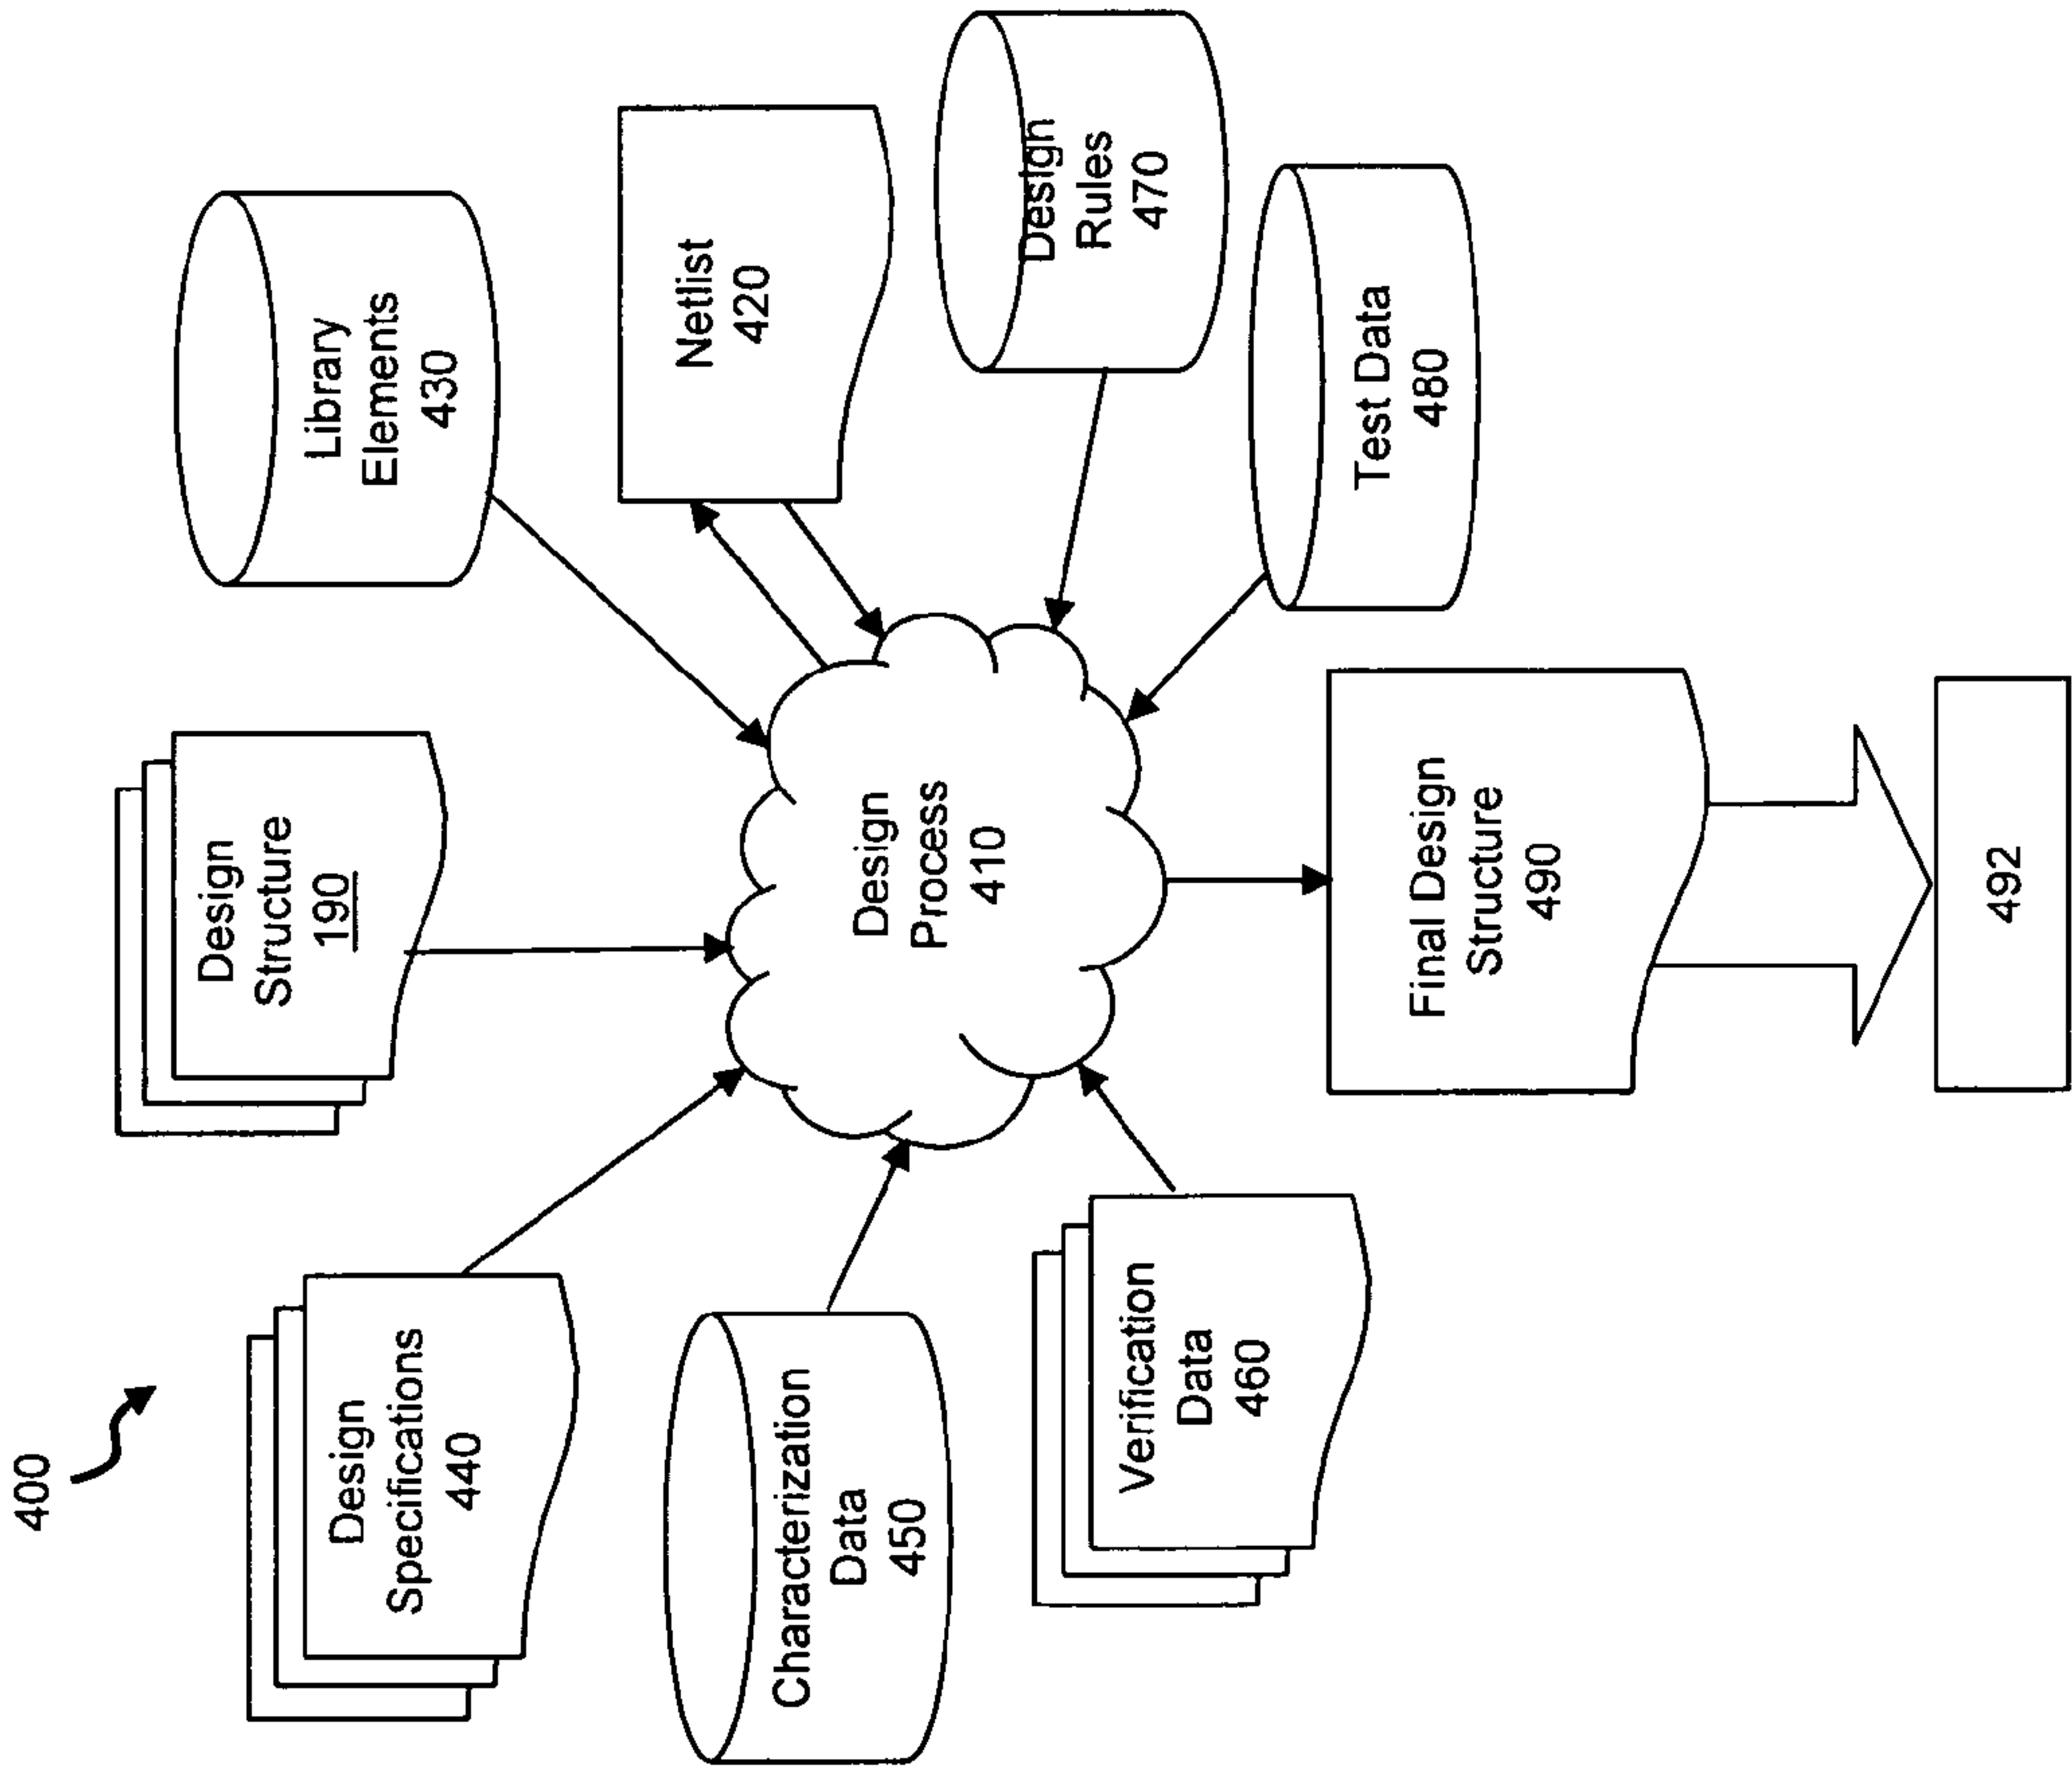 400
Design
Structure
190
Design
Specifications
440
Library
Elements
430
Characterization
Data
450
Design
Process
410
Netlist
420
Verification
Data
460
Design
Rules
470
Test Data
480
Final Design
Structure
490
492